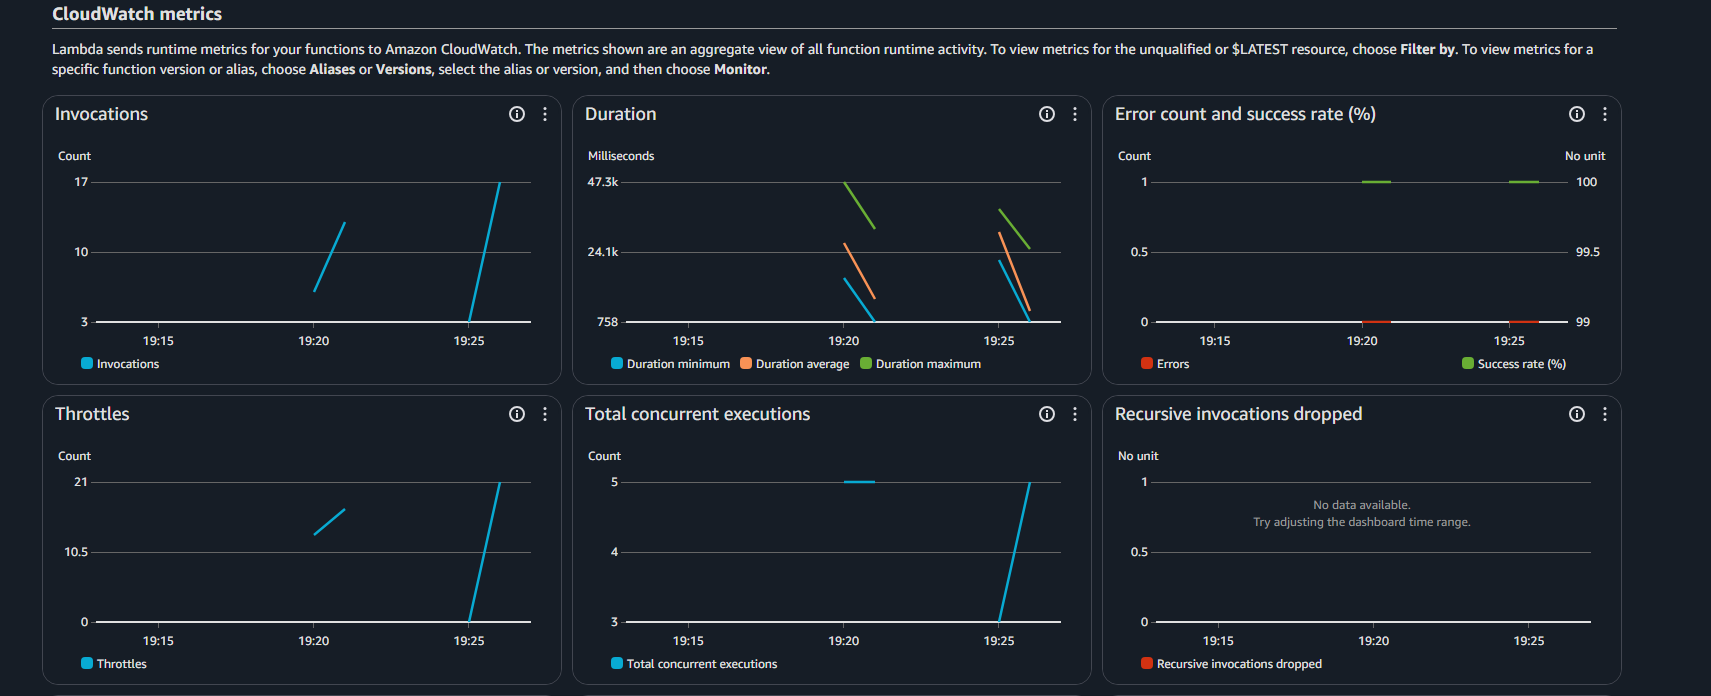 CloudWatch metrics
Lambda sends runtime metrics for your functions to Amazon CloudWatch. The metrics shown are an aggregate view of all function runtime activity. To view metrics for the unqualified or $LATEST resource, choose Filter by. To view metrics for a
specific function version or alias, choose Aliases or Versions, select the alias or version, and then choose Monitor.
Invocations
Count
17
10
3
19:15 19:20 19:25
Invocations
Duration
Milliseconds
47.3k
24.1k
758
19:15 19:20 19:25
Duration minimum Duration average Duration maximum
Error count and success rate (%)
Count No unit
1 100
0.5 99.5
0 99
19:15 19:20 19:25
Errors Success rate (%)
Throttles
Count
21
10.5
0
19:15 19:20 19:25
Throttles
Total concurrent executions
Count
5
4
3
19:15 19:20 19:25
Total concurrent executions
Recursive invocations dropped
No unit
1
No data available.
Try adjusting the dashboard time range.
0.5
0
19:15 19:20 19:25
Recursive invocations dropped